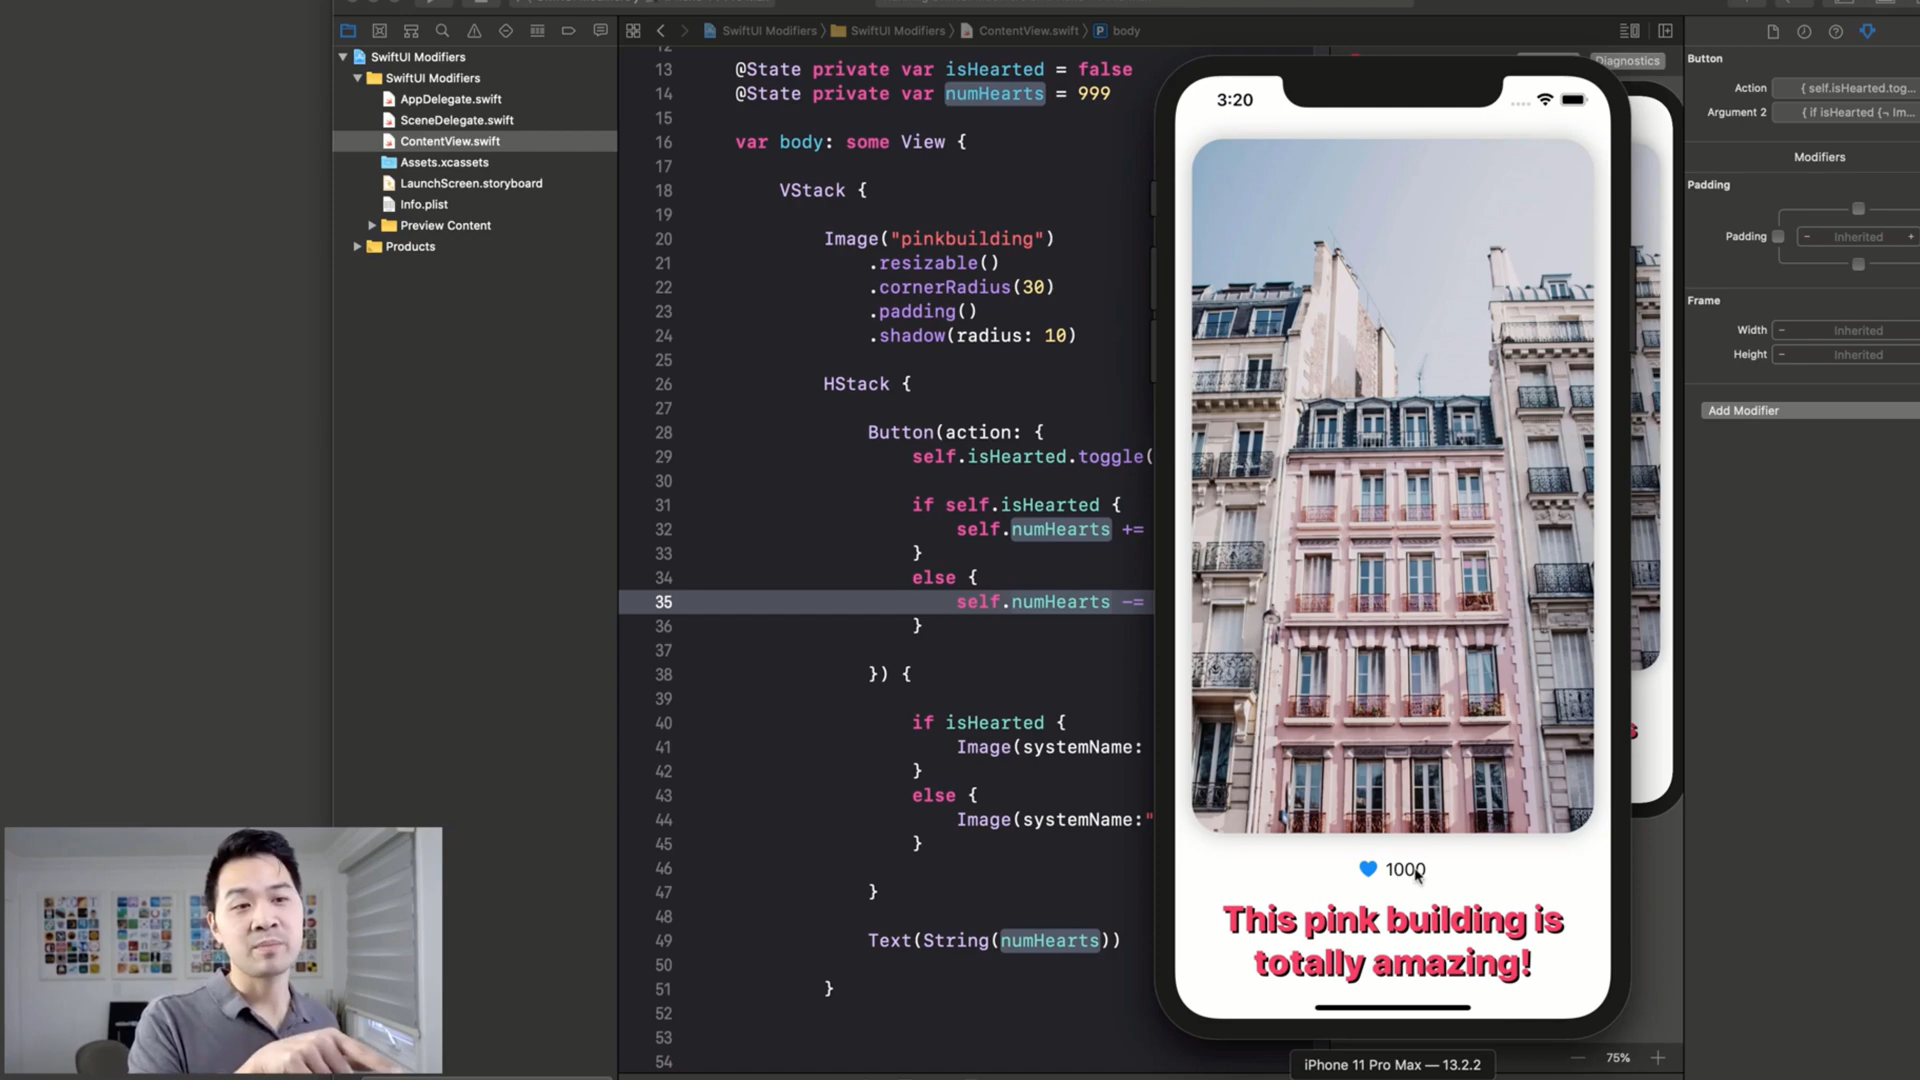 SwiftUI Modifiers
SwiftUI Modifiers
AppDelegate.swift
SceneDelegate.swift
ContentView.swift
Assets.xcassets
LaunchScreen.storyboard
Info.plist
Preview Content
Products
SwiftUI Modifiers 〉 SwiftUI Modifiers 〉 ContentView.swift 〉 P body
12
13 @State private var isHearted = false
14 @State private var numHearts = 999
15
16 var body: some View {
17
18 VStack {
19
20 Image("pinkbuilding")
21 .resizable()
22 .cornerRadius(30)
23 .padding()
24 .shadow(radius: 10)
25
26 HStack {
27
28 Button(action: {
29 self.isHearted.toggle(
30
31 if self.isHearted {
32 self.numHearts +=
33 }
34 else {
35 self.numHearts -=
36 }
37
38 }) {
39
40 if isHearted {
41 Image(systemName:
42 }
43 else {
44 Image(systemName:"
45 }
46
47 }
48
49 Text(String(numHearts))
50
51 }
52
53
54
3:20
1000
This pink building is
totally amazing!
iPhone 11 Pro Max — 13.2.2
Diagnostics
75%
Button
Action { self.isHearted.tog...
Argument 2 { if isHearted {¬ Im...
Modifiers
Padding
Padding − Inherited +
Frame
Width − Inherited
Height − Inherited
Add Modifier